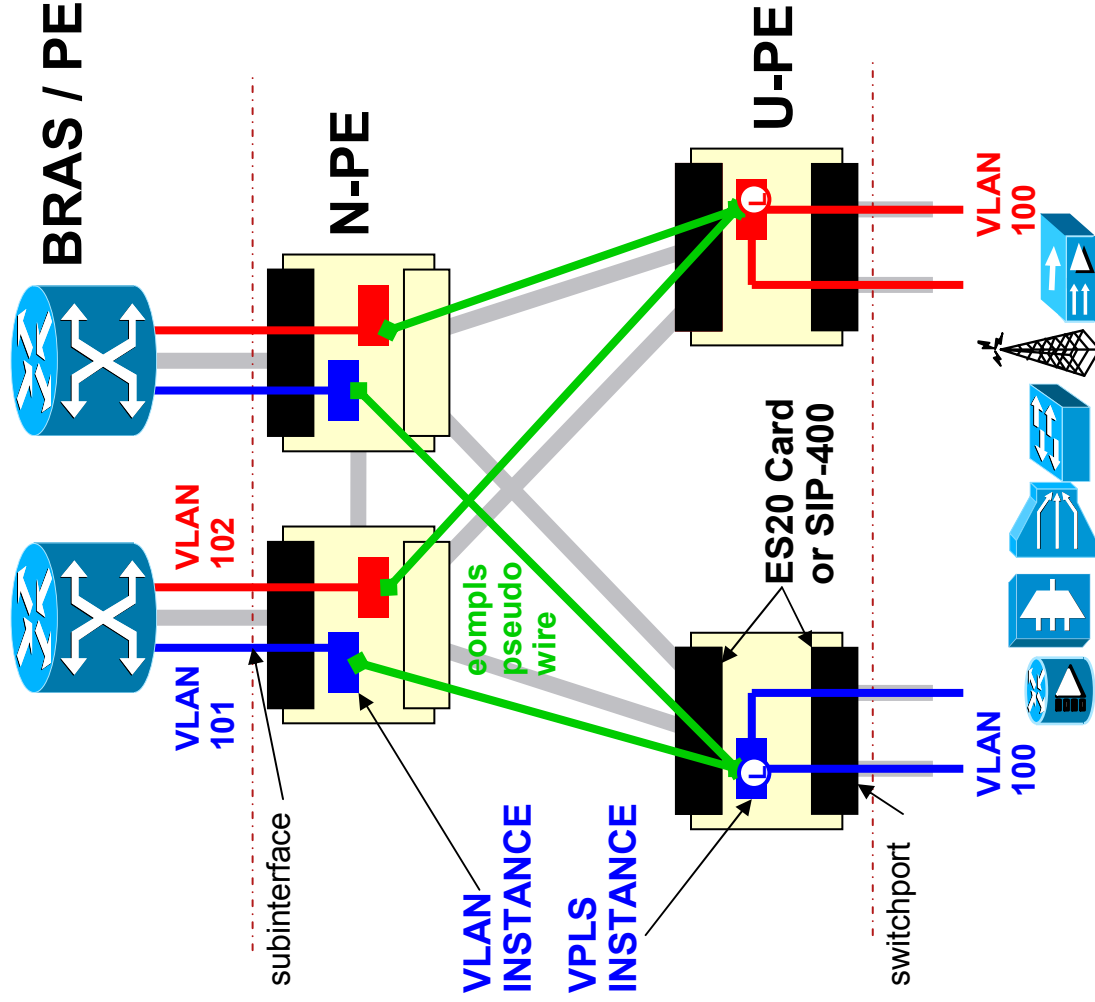 BRAS / PE
N-PE
U-PE
VLAN
102
VLAN
101
subinterface
eompls
pseudo
wire
ES20 Card
or SIP-400
VLAN
INSTANCE
VPLS
INSTANCE
L
L
switchport
VLAN
100
VLAN
100